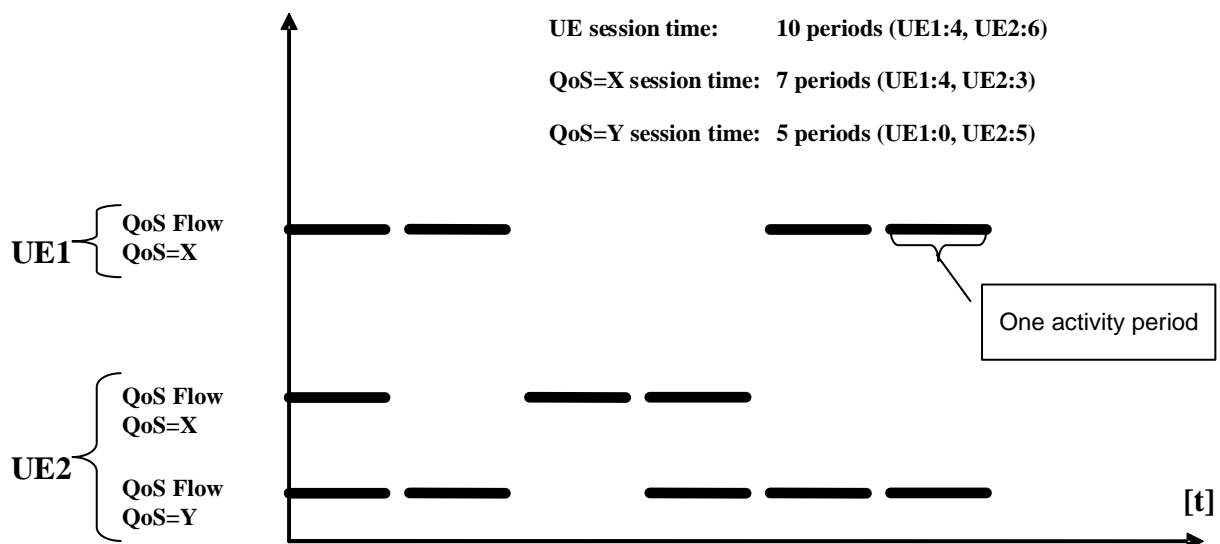 UE session time: 10 periods (UE1:4, UE2:6)
QoS=X session time: 7 periods (UE1:4, UE2:3)
QoS=Y session time: 5 periods (UE1:0, UE2:5)
UE1
QoS Flow
QoS=X
One activity period
UE2
QoS Flow
QoS=X
QoS Flow
QoS=Y
[t]